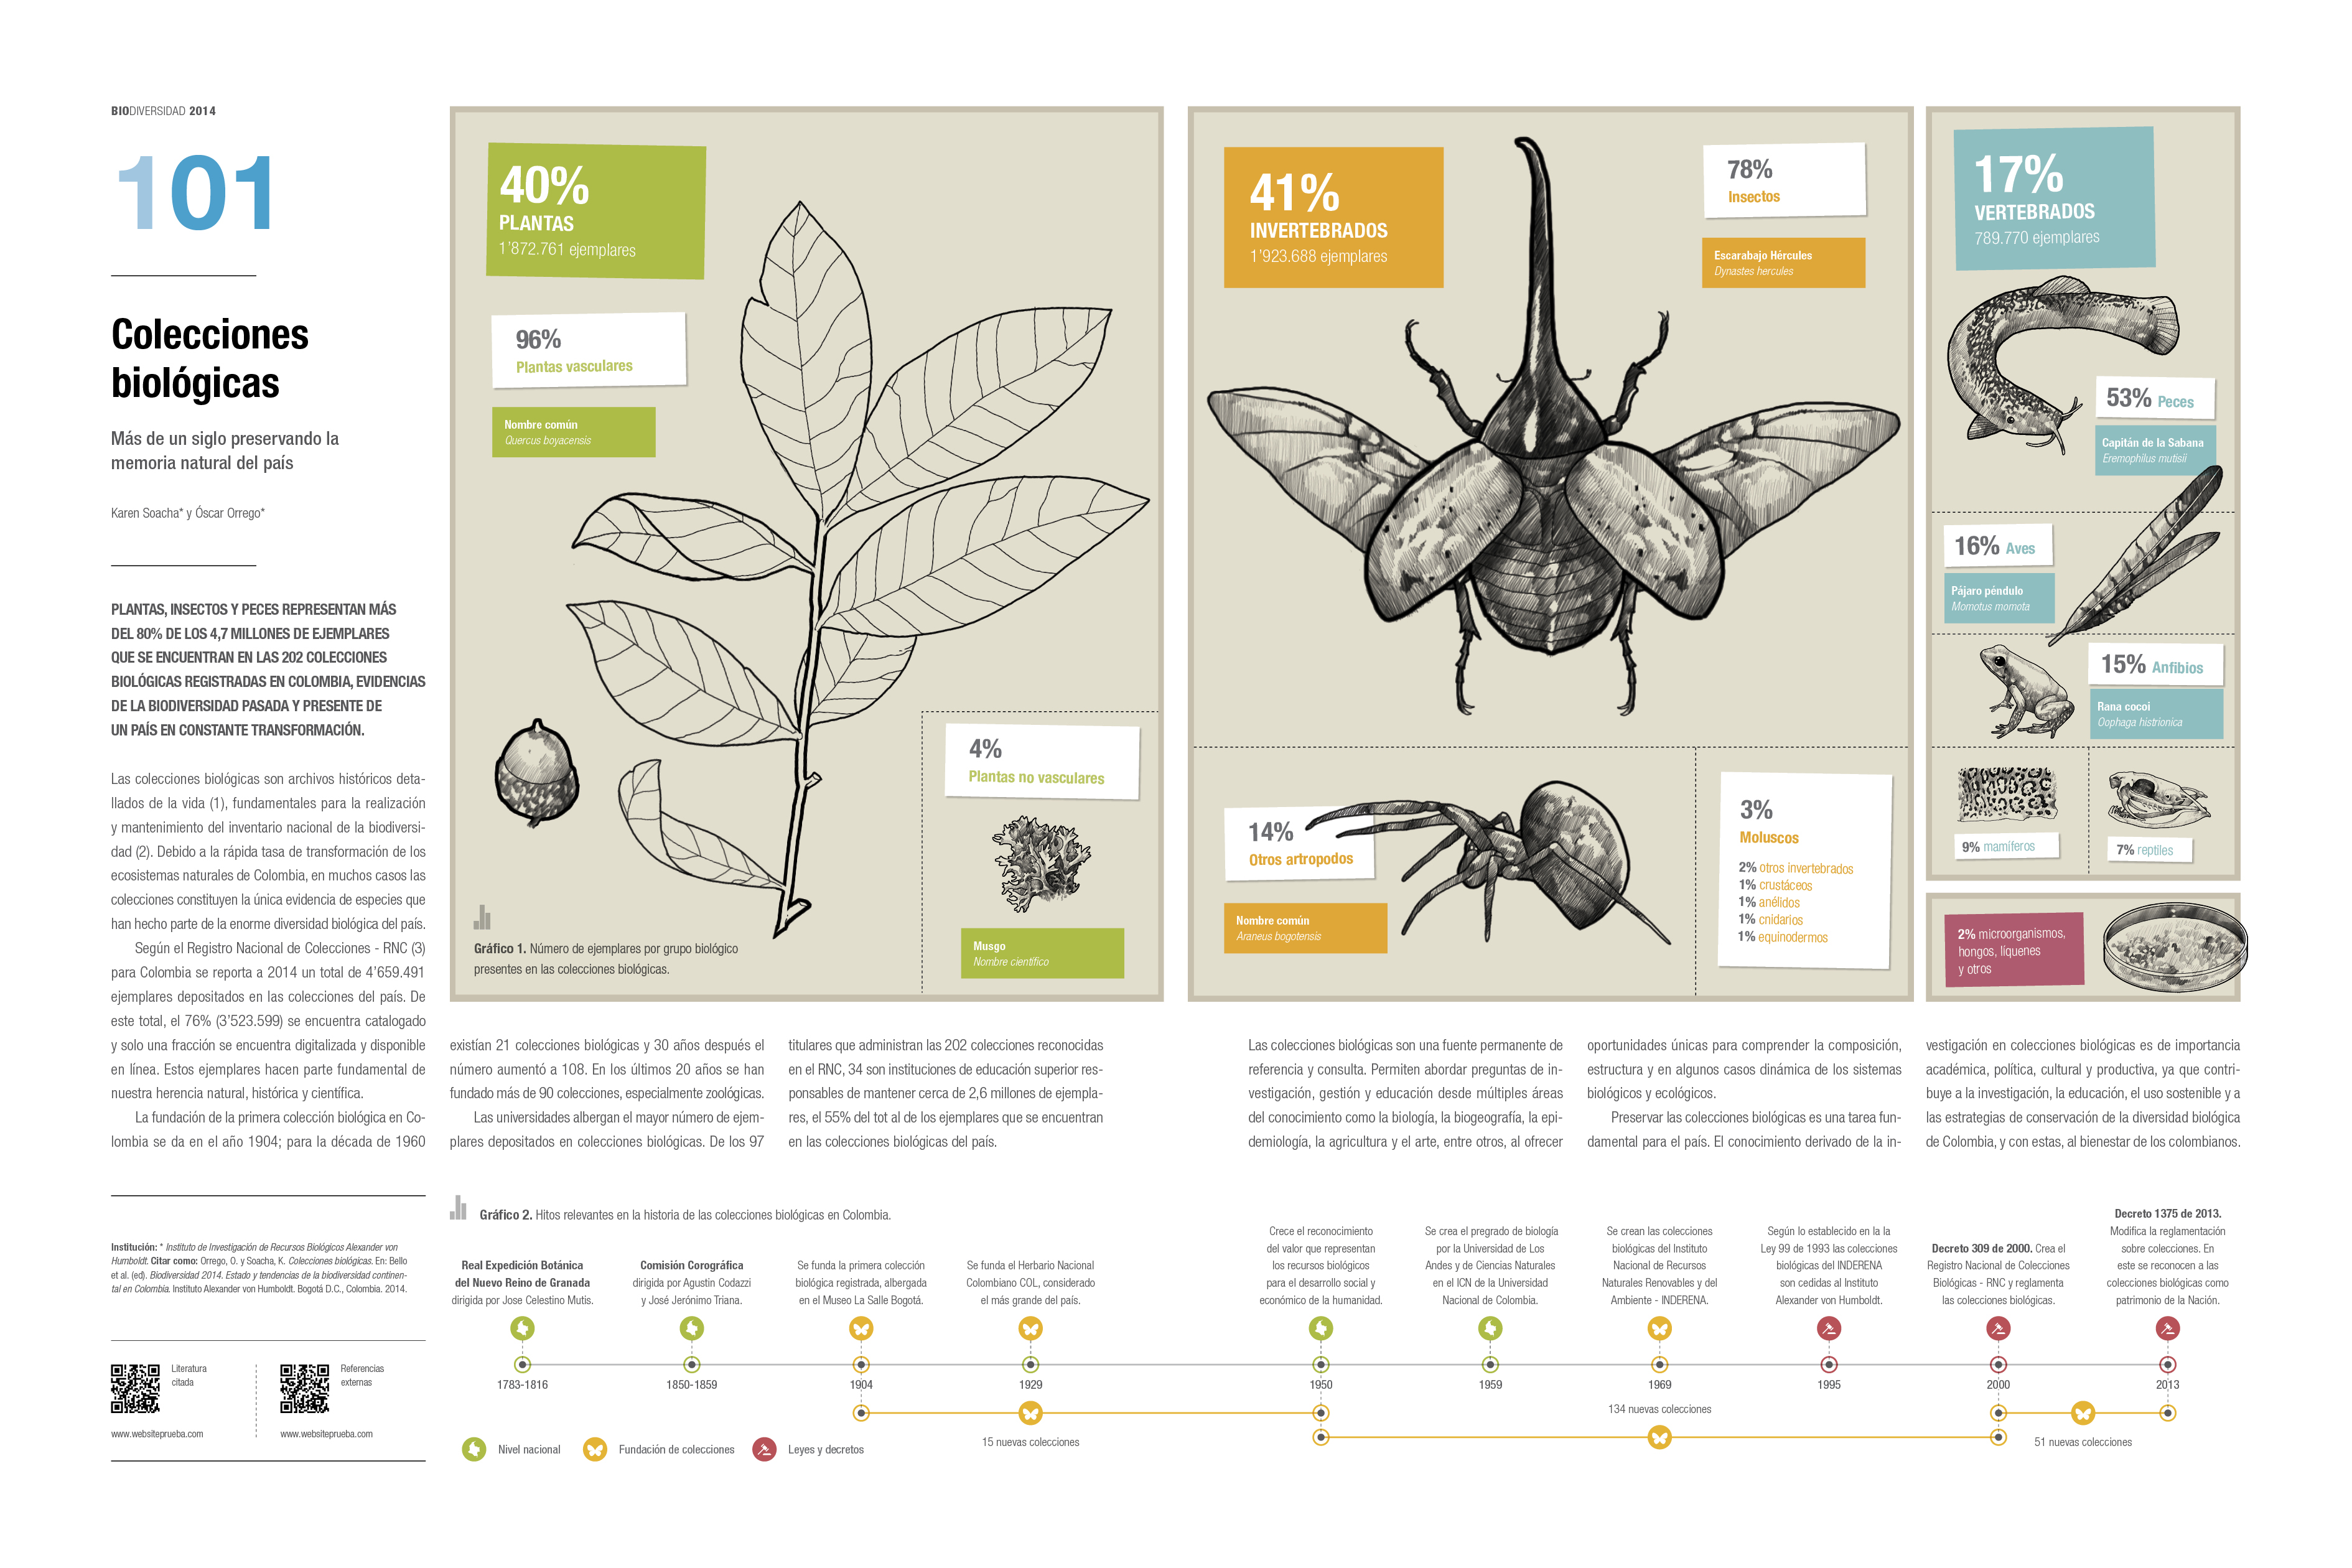 BIODIVERSIDAD 2014
101
Colecciones
biológicas
Más de un siglo preservando la
memoria natural del país
Karen Soacha* y Óscar Orrego*
PLANTAS, INSECTOS Y PECES REPRESENTAN MÁS
DEL 80% DE LOS 4,7 MILLONES DE EJEMPLARES
QUE SE ENCUENTRAN EN LAS 202 COLECCIONES
BIOLÓGICAS REGISTRADAS EN COLOMBIA, EVIDENCIAS
DE LA BIODIVERSIDAD PASADA Y PRESENTE DE
UN PAÍS EN CONSTANTE TRANSFORMACIÓN.
Las colecciones biológicas son archivos históricos deta-
llados de la vida (1), fundamentales para la realización
y mantenimiento del inventario nacional de la biodiversi-
dad (2). Debido a la rápida tasa de transformación de los
ecosistemas naturales de Colombia, en muchos casos las
colecciones constituyen la única evidencia de especies que
han hecho parte de la enorme diversidad biológica del país.
Según el Registro Nacional de Colecciones - RNC (3)
para Colombia se reporta a 2014 un total de 4’659.491
ejemplares depositados en las colecciones del país. De
este total, el 76% (3’523.599) se encuentra catalogado
y solo una fracción se encuentra digitalizada y disponible
en línea. Estos ejemplares hacen parte fundamental de
nuestra herencia natural, histórica y científica.
La fundación de la primera colección biológica en Co-
lombia se da en el año 1904; para la década de 1960
existían 21 colecciones biológicas y 30 años después el
número aumentó a 108. En los últimos 20 años se han
fundado más de 90 colecciones, especialmente zoológicas.
Las universidades albergan el mayor número de ejem-
plares depositados en colecciones biológicas. De los 97
titulares que administran las 202 colecciones reconocidas
en el RNC, 34 son instituciones de educación superior res-
ponsables de mantener cerca de 2,6 millones de ejempla-
res, el 55% del tot al de los ejemplares que se encuentran
en las colecciones biológicas del país.
Las colecciones biológicas son una fuente permanente de
referencia y consulta. Permiten abordar preguntas de in-
vestigación, gestión y educación desde múltiples áreas
del conocimiento como la biología, la biogeografía, la epi-
demiología, la agricultura y el arte, entre otros, al ofrecer
oportunidades únicas para comprender la composición,
estructura y en algunos casos dinámica de los sistemas
biológicos y ecológicos.
Preservar las colecciones biológicas es una tarea fun-
damental para el país. El conocimiento derivado de la in-
vestigación en colecciones biológicas es de importancia
académica, política, cultural y productiva, ya que contri-
buye a la investigación, la educación, el uso sostenible y a
las estrategias de conservación de la diversidad biológica
de Colombia, y con estas, al bienestar de los colombianos.
40%
PLANTAS
1’872.761 ejemplares
96%
Plantas vasculares
Nombre común
Quercus boyacensis
4%
Plantas no vasculares
Musgo
Nombre científico
Gráfico 1. Número de ejemplares por grupo biológico
presentes en las colecciones biológicas.
41%
INVERTEBRADOS
1’923.688 ejemplares
78%
Insectos
Escarabajo Hércules
Dynastes hercules
14%
Otros artropodos
Nombre común
Araneus bogotensis
3%
Moluscos
2% otros invertebrados
1% crustáceos
1% anélidos
1% cnidarios
1% equinodermos
17%
VERTEBRADOS
789.770 ejemplares
53% Peces
Capitán de la Sabana
Eremophilus mutisii
16% Aves
Pájaro péndulo
Momotus momota
15% Anfibios
Rana cocoi
Oophaga histrionica
9% mamíferos
7% reptiles
2% microorganismos,
hongos, líquenes
y otros
Gráfico 2. Hitos relevantes en la historia de las colecciones biológicas en Colombia.
Real Expedición Botánica
del Nuevo Reino de Granada
dirigida por Jose Celestino Mutis.
1783-1816
Comisión Corográfica
dirigida por Agustin Codazzi
y José Jerónimo Triana.
1850-1859
Se funda la primera colección
biológica registrada, albergada
en el Museo La Salle Bogotá.
1904
Se funda el Herbario Nacional
Colombiano COL, considerado
el más grande del país.
1929
Crece el reconocimiento
del valor que representan
los recursos biológicos
para el desarrollo social y
económico de la humanidad.
1950
Se crea el pregrado de biología
por la Universidad de Los
Andes y de Ciencias Naturales
en el ICN de la Universidad
Nacional de Colombia.
1959
Se crean las colecciones
biológicas del Instituto
Nacional de Recursos
Naturales Renovables y del
Ambiente - INDERENA.
1969
Según lo establecido en la la
Ley 99 de 1993 las colecciones
biológicas del INDERENA
son cedidas al Instituto
Alexander von Humboldt.
1995
Decreto 309 de 2000. Crea el
Registro Nacional de Colecciones
Biológicas - RNC y reglamenta
las colecciones biológicas.
2000
Decreto 1375 de 2013.
Modifica la reglamentación
sobre colecciones. En
este se reconocen a las
colecciones biológicas como
patrimonio de la Nación.
2013
15 nuevas colecciones
134 nuevas colecciones
51 nuevas colecciones
Nivel nacional
Fundación de colecciones
Leyes y decretos
Institución: * Instituto de Investigación de Recursos Biológicos Alexander von
Humboldt. Citar como: Orrego, O. y Soacha, K. Colecciones biológicas. En: Bello
et al. (ed). Biodiversidad 2014. Estado y tendencias de la biodiversidad continen-
tal en Colombia. Instituto Alexander von Humboldt. Bogotá D.C., Colombia. 2014.
Literatura
citada
www.websiteprueba.com
Referencias
externas
www.websiteprueba.com